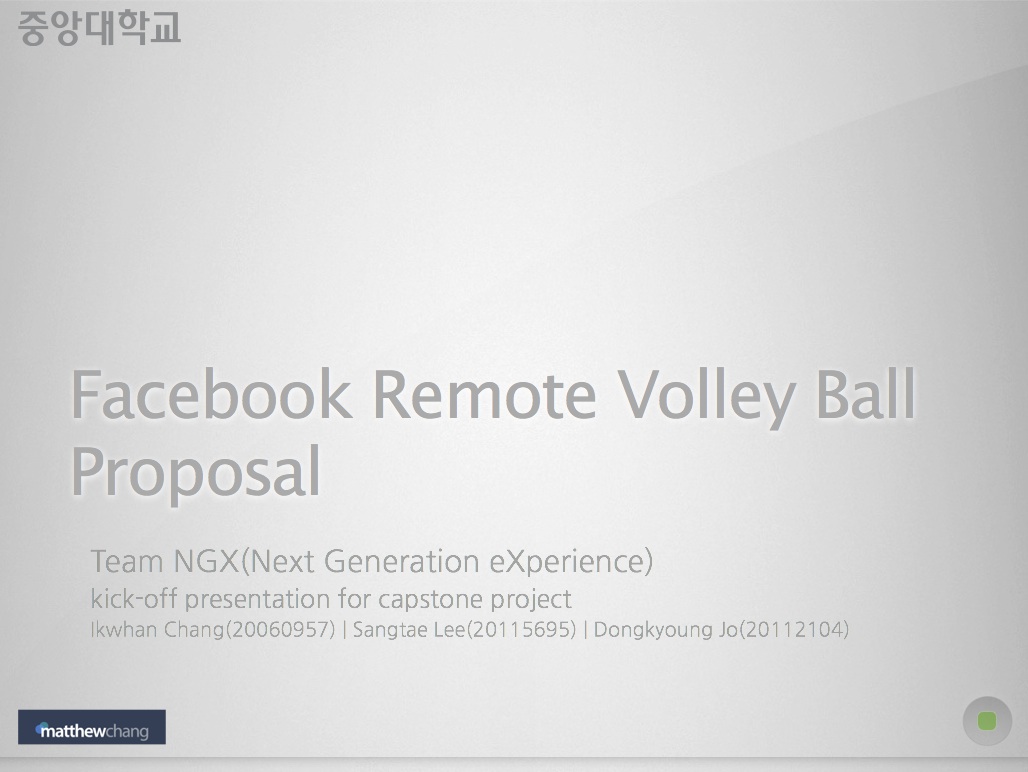 중앙대학교
Facebook Remote Volley Ball
Proposal
Team NGX(Next Generation eXperience)
kick-off presentation for capstone project
Ikwhan Chang(20060957) | Sangtae Lee(20115695) | Dongkyoung Jo(20112104)
matthewchang